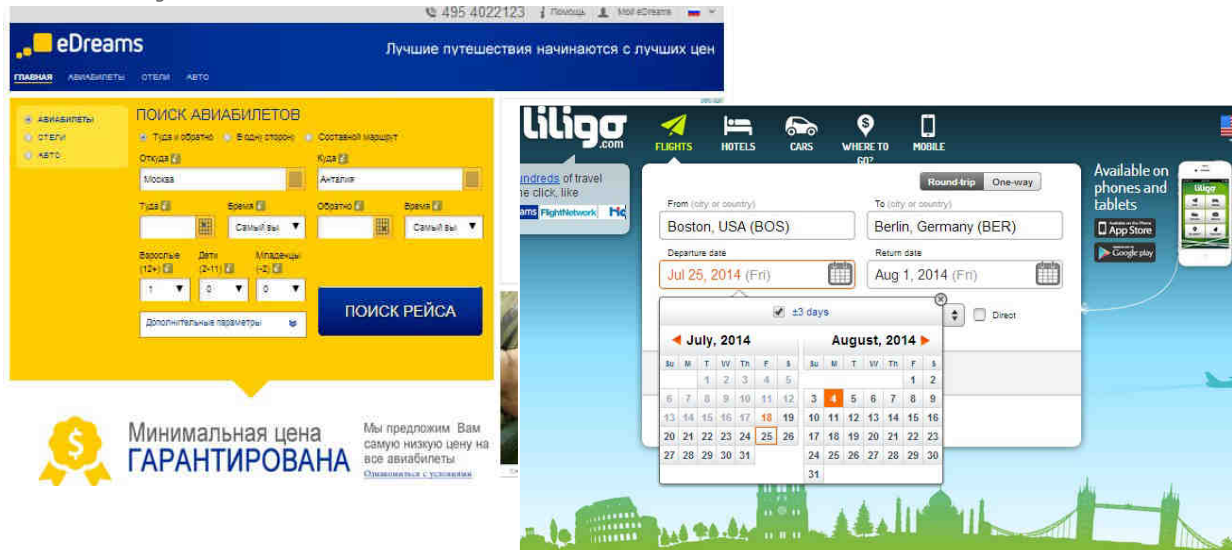 495 4022123 Помощь Мой eDreams
eDreams
Лучшие путешествия начинаются с лучших цен
ГЛАВНАЯ АВИАБИЛЕТЫ ОТЕЛИ АВТО
АВИАБИЛЕТЫ
ОТЕЛИ
АВТО
ПОИСК АВИАБИЛЕТОВ
Туда и обратно В одну сторону Составной маршрут
Откуда Куда
Москва Анталия
Туда Время Обратно Время
Самый вы Самый вы
Взрослые Дети Младенцы
(12+) (2-11) (-2)
1 0 0
Дополнительные параметры
ПОИСК РЕЙСА
Минимальная цена
ГАРАНТИРОВАНА
Мы предложим Вам
самую низкую цену на
все авиабилеты
Ознакомиться с условиями
liligo
.com
FLIGHTS HOTELS CARS WHERE TO GO? MOBILE
undreds of travel
e click, like
ams FlightNetwork
Round-trip One-way
From (city or country) To (city or country)
Boston, USA (BOS) Berlin, Germany (BER)
Departure date Return date
Jul 25, 2014 (Fri) Aug 1, 2014 (Fri)
±3 days
Direct
July, 2014 August, 2014
Su M T W Th F S Su M T W Th F S
1 2 3 4 5 1 2
6 7 8 9 10 11 12 3 4 5 6 7 8 9
13 14 15 16 17 18 19 10 11 12 13 14 15 16
20 21 22 23 24 25 26 17 18 19 20 21 22 23
27 28 29 30 31 24 25 26 27 28 29 30
31
Available on
phones and
tablets
App Store
Google play
liligo